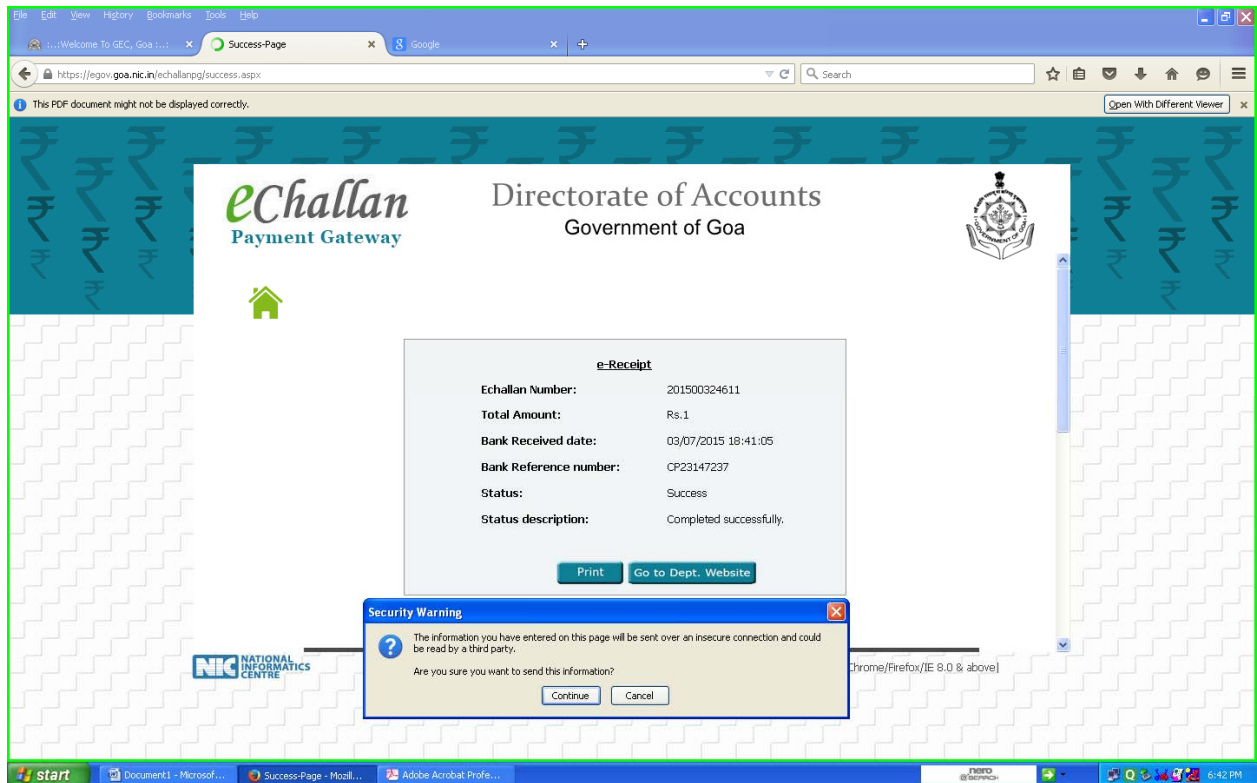 File Edit View History Bookmarks Tools Help
:..:Welcome To GEC, Goa :..: Success-Page Google
https://egov.goa.nic.in/echallanpg/success.aspx Search
This PDF document might not be displayed correctly. Open With Different Viewer
eChallan
Payment Gateway
Directorate of Accounts
Government of Goa
e-Receipt
Echallan Number: 201500324611
Total Amount: Rs.1
Bank Received date: 03/07/2015 18:41:05
Bank Reference number: CP23147237
Status: Success
Status description: Completed successfully.
Print Go to Dept. Website
Security Warning
The information you have entered on this page will be sent over an insecure connection and could
be read by a third party.
Are you sure you want to send this information?
Continue Cancel
NIC NATIONAL
INFORMATICS
CENTRE
Chrome/Firefox/IE 8.0 & above]
start Document1 - Microsof... Success-Page - Mozill... Adobe Acrobat Profe... nero 6:42 PM